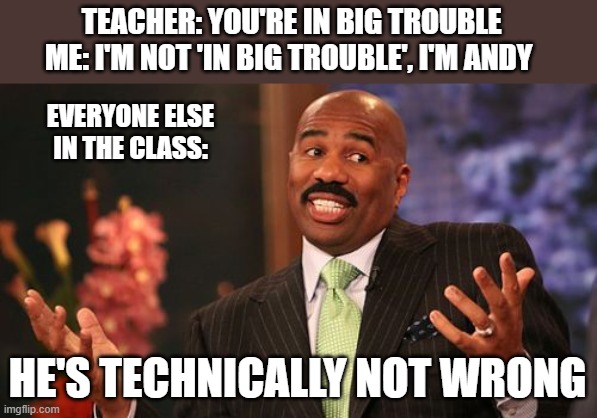 TEACHER: YOU'RE IN BIG TROUBLE
ME: I'M NOT 'IN BIG TROUBLE', I'M ANDY
EVERYONE ELSE
IN THE CLASS:
HE'S TECHNICALLY NOT WRONG
imgflip.com